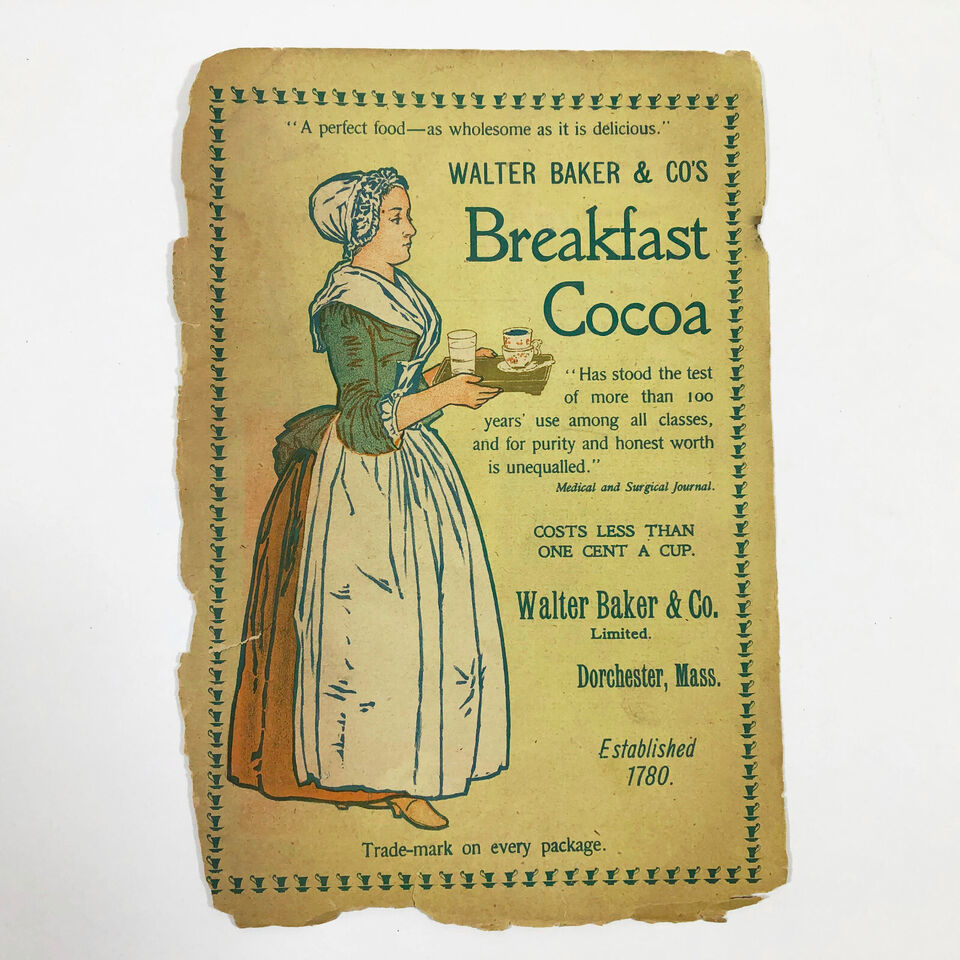 "A perfect food—as wholesome as it is delicious."
WALTER BAKER & CO'S
Breakfast
Cocoa
"Has stood the test
of more than 100
years' use among all classes,
and for purity and honest worth
is unequalled."
Medical and Surgical Journal.
COSTS LESS THAN
ONE CENT A CUP.
Walter Baker & Co.
Limited.
Dorchester, Mass.
Established
1780.
Trade-mark on every package.